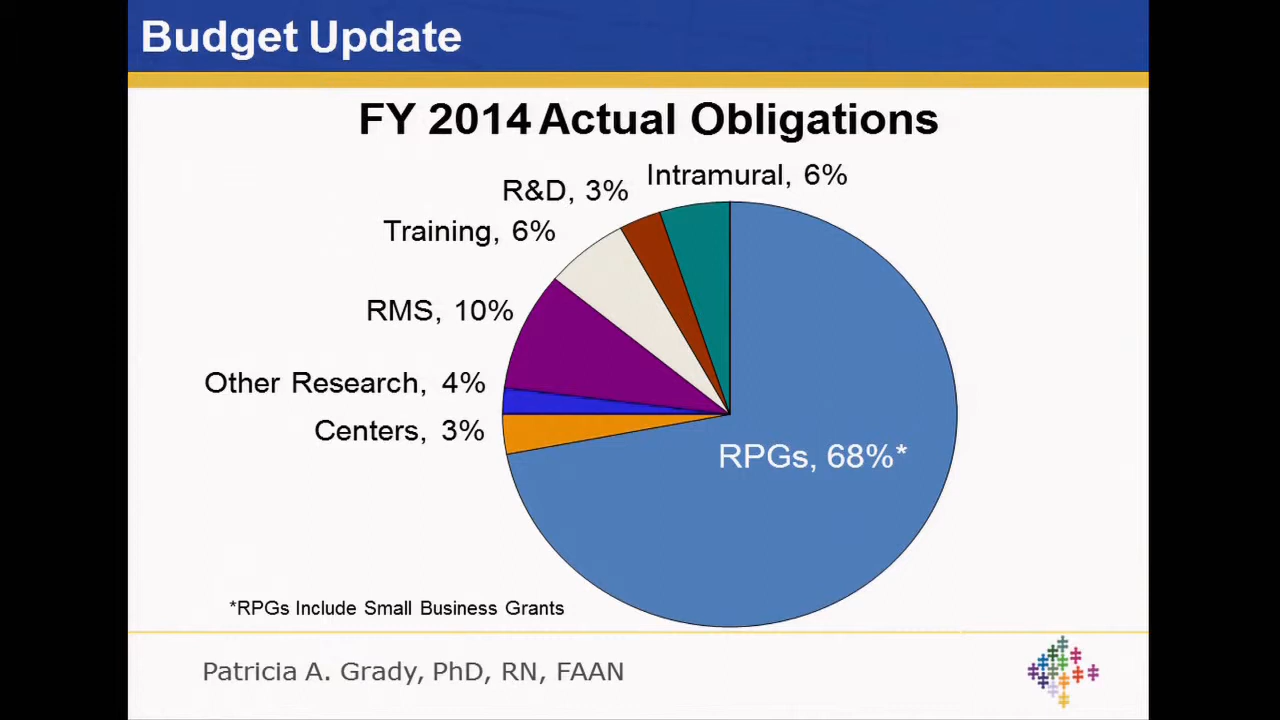 Budget Update
FY 2014 Actual Obligations
Intramural, 6%
R&D, 3%
Training, 6%
RMS, 10%
Other Research, 4%
Centers, 3%
RPGs, 68%*
*RPGs Include Small Business Grants
Patricia A. Grady, PhD, RN, FAAN